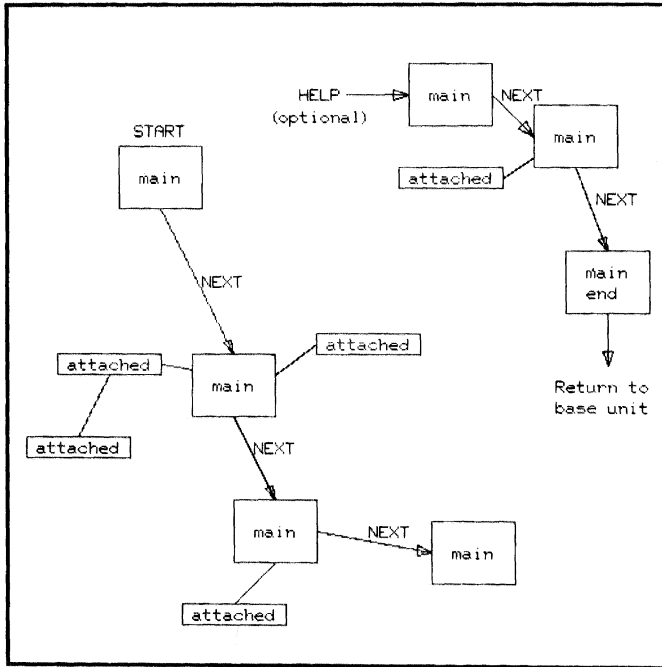 HELP
(optional)
main
NEXT
main
attached
NEXT
main
end
Return to
base unit
START
main
NEXT
attached
attached
main
attached
NEXT
main
NEXT
main
attached